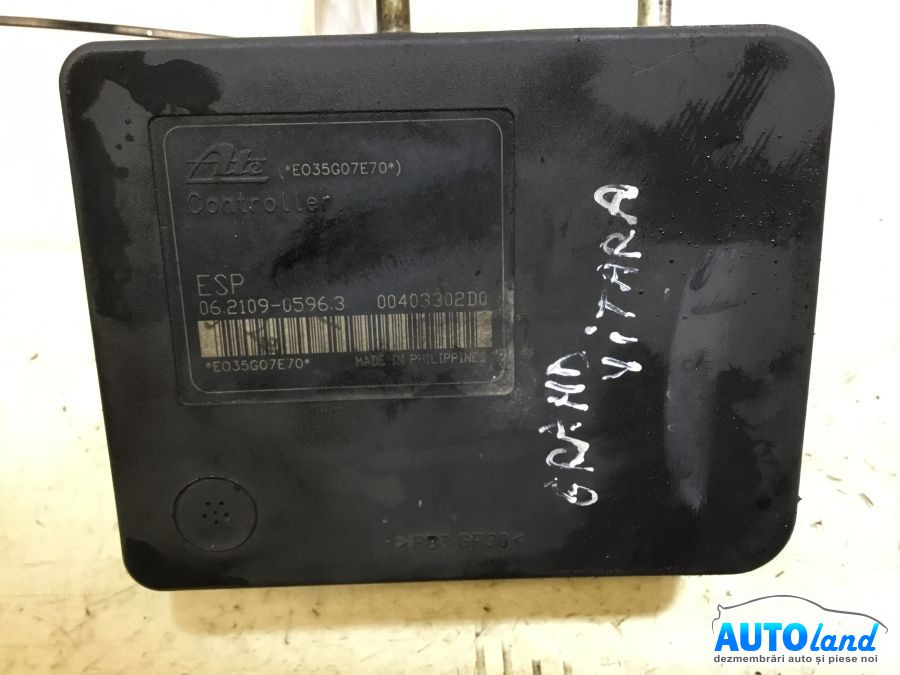 Ate (*E035G07E70*)
Controller
ESP
06.2109-0596.3 00403302D0
*E035G07E70*
MADE IN PHILIPPINES
GRAND
VITARA
>PBT GF30<
AUTOland
dezmembrări auto și piese noi